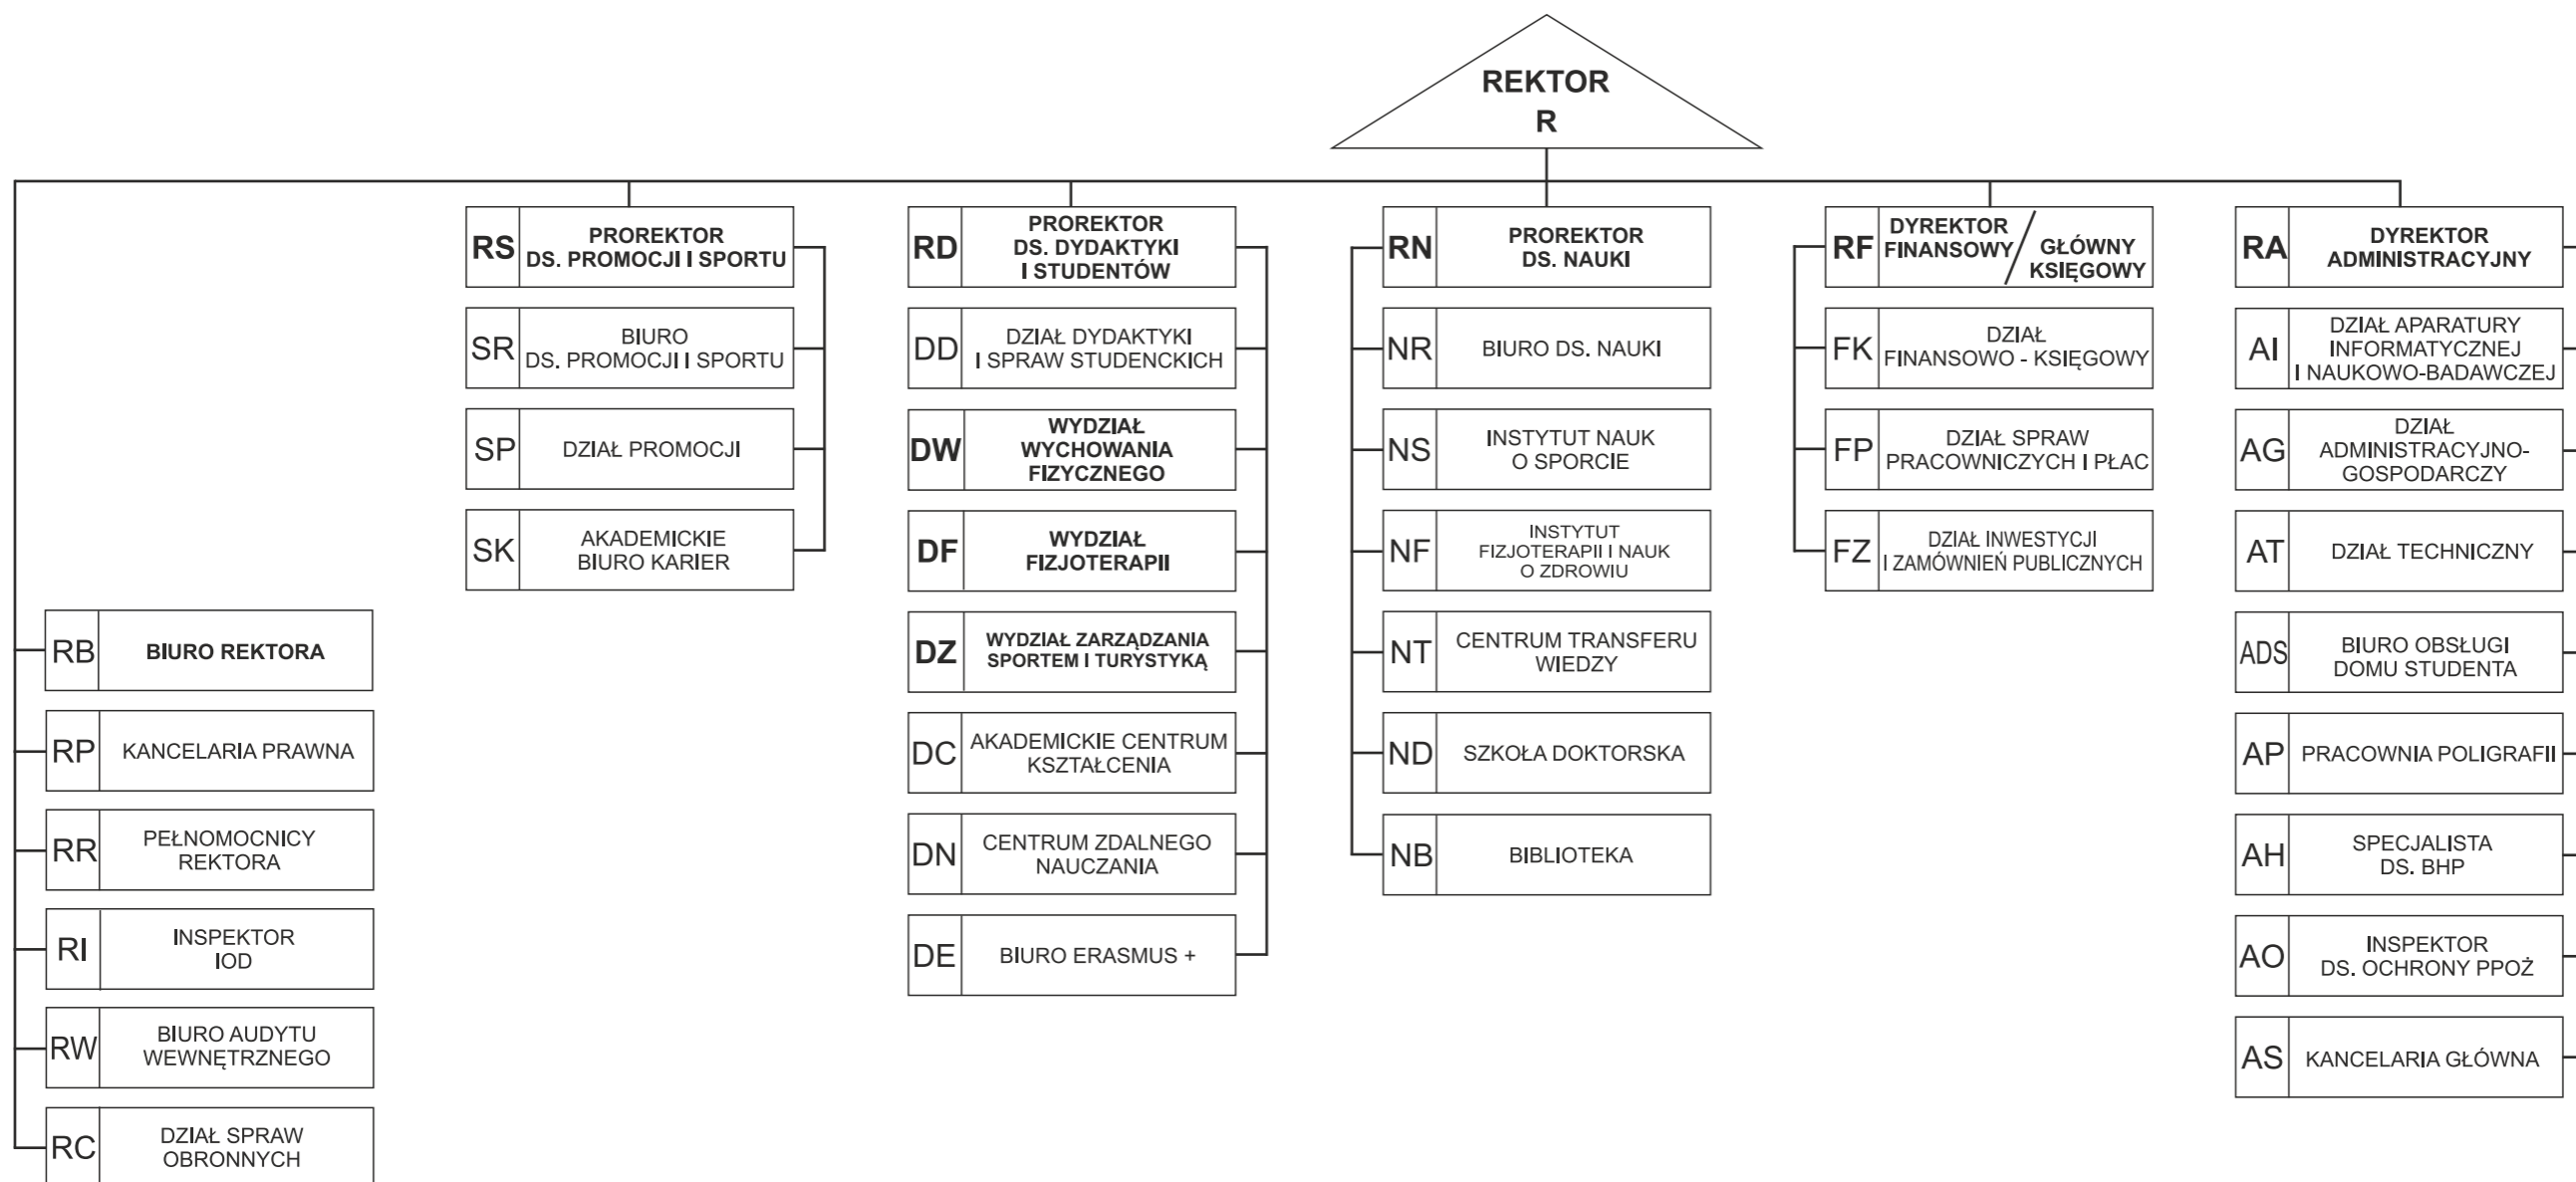 REKTOR
R
RS
PROREKTOR
DS. PROMOCJI I SPORTU
SR
BIURO
DS. PROMOCJI I SPORTU
SP
DZIAŁ PROMOCJI
SK
AKADEMICKIE
BIURO KARIER
RB
BIURO REKTORA
RP
KANCELARIA PRAWNA
RR
PEŁNOMOCNICY
REKTORA
RI
INSPEKTOR
IOD
RW
BIURO AUDYTU
WEWNĘTRZNEGO
RC
DZIAŁ SPRAW
OBRONNYCH
RD
PROREKTOR
DS. DYDAKTYKI
I STUDENTÓW
DD
DZIAŁ DYDAKTYKI
I SPRAW STUDENCKICH
DW
WYDZIAŁ
WYCHOWANIA
FIZYCZNEGO
DF
WYDZIAŁ
FIZJOTERAPII
DZ
WYDZIAŁ ZARZĄDZANIA
SPORTEM I TURYSTYKĄ
DC
AKADEMICKIE CENTRUM
KSZTAŁCENIA
DN
CENTRUM ZDALNEGO
NAUCZANIA
DE
BIURO ERASMUS +
RN
PROREKTOR
DS. NAUKI
NR
BIURO DS. NAUKI
NS
INSTYTUT NAUK
O SPORCIE
NF
INSTYTUT
FIZJOTERAPII I NAUK
O ZDROWIU
NT
CENTRUM TRANSFERU
WIEDZY
ND
SZKOŁA DOKTORSKA
NB
BIBLIOTEKA
RF
DYREKTOR
FINANSOWY /
GŁÓWNY
KSIĘGOWY
FK
DZIAŁ
FINANSOWO - KSIĘGOWY
FP
DZIAŁ SPRAW
PRACOWNICZYCH I PŁAC
FZ
DZIAŁ INWESTYCJI
I ZAMÓWNIEŃ PUBLICZNYCH
RA
DYREKTOR
ADMINISTRACYJNY
AI
DZIAŁ APARATURY
INFORMATYCZNEJ
I NAUKOWO-BADAWCZEJ
AG
DZIAŁ
ADMINISTRACYJNO-
GOSPODARCZY
AT
DZIAŁ TECHNICZNY
ADS
BIURO OBSŁUGI
DOMU STUDENTA
AP
PRACOWNIA POLIGRAFII
AH
SPECJALISTA
DS. BHP
AO
INSPEKTOR
DS. OCHRONY PPOŻ
AS
KANCELARIA GŁÓWNA